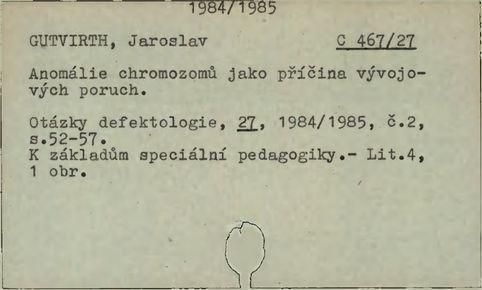 1984/1985
GUTVIRTH, Jaroslav C 467/27
Anomálie chromozomů jako příčina vývojo-
vých poruch.
Otázky defektologie, 27, 1984/1985, č.2,
s.52-57.
K základům speciální pedagogiky.- Lit.4,
1 obr.